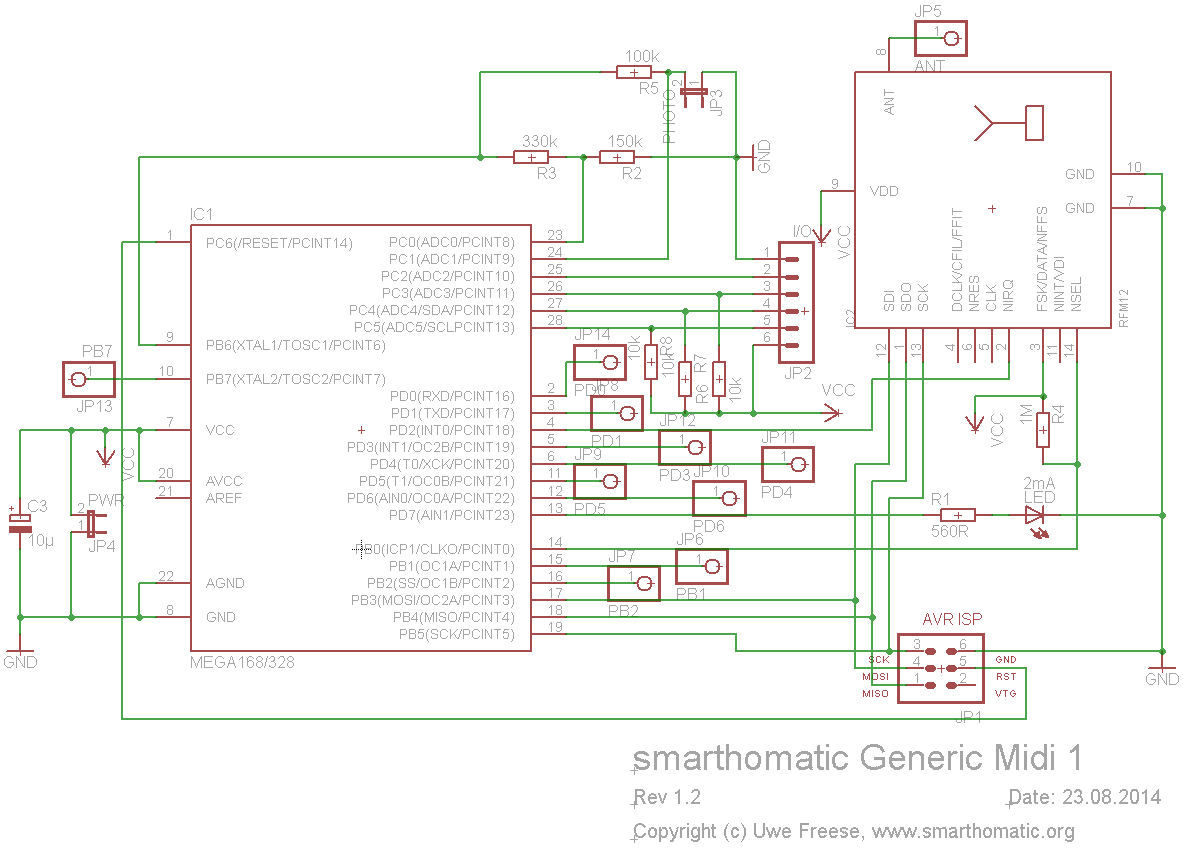 JP5
1
ANT
8
100k
R5
2
1
PHOTO
JP3
ANT
330k
150k
R3
R2
GND
9
VDD
VCC
GND
10
GND
7
SDI
SDO
SCK
DCLK/CFIL/FFIT
NRES
CLK
NIRQ
FSK/DATA/NFFS
NINT/VDI
NSEL
IC2
RFM12
12
1
13
4
6
5
2
3
11
14
IC1
1
PC6(/RESET/PCINT14)
9
PB6(XTAL1/TOSC1/PCINT6)
10
PB7(XTAL2/TOSC2/PCINT7)
7
VCC
20
AVCC
21
AREF
22
AGND
8
GND
PC0(ADC0/PCINT8)
23
PC1(ADC1/PCINT9)
24
PC2(ADC2/PCINT10)
25
PC3(ADC3/PCINT11)
26
PC4(ADC4/SDA/PCINT12)
27
PC5(ADC5/SCLPCINT13)
28
PD0(RXD/PCINT16)
2
PD1(TXD/PCINT17)
3
PD2(INT0/PCINT18)
4
PD3(INT1/OC2B/PCINT19)
5
PD4(T0/XCK/PCINT20)
6
PD5(T1/OC0B/PCINT21)
11
PD6(AIN0/OC0A/PCINT22)
12
PD7(AIN1/PCINT23)
13
PB0(ICP1/CLKO/PCINT0)
14
PB1(OC1A/PCINT1)
15
PB2(SS/OC1B/PCINT2)
16
PB3(MOSI/OC2A/PCINT3)
17
PB4(MISO/PCINT4)
18
PB5(SCK/PCINT5)
19
MEGA168/328
PB7
1
JP13
VCC
C3
10µ
PWR
2
1
JP4
GND
I/O
1
2
3
4
5
6
JP2
10k
R8
10k
R6
R7
10k
VCC
JP14
1
PD0
JP8
1
PD1
JP12
1
PD3
JP11
1
PD4
JP9
1
PD5
JP10
1
PD6
JP6
1
PB1
JP7
1
PB2
VCC
1M
R4
R1
560R
2mA
LED
AVR ISP
SCK
3
6
GND
MOSI
4
5
RST
MISO
1
2
VTG
JP1
GND
smarthomatic Generic Midi 1
Rev 1.2
Date: 23.08.2014
Copyright (c) Uwe Freese, www.smarthomatic.org